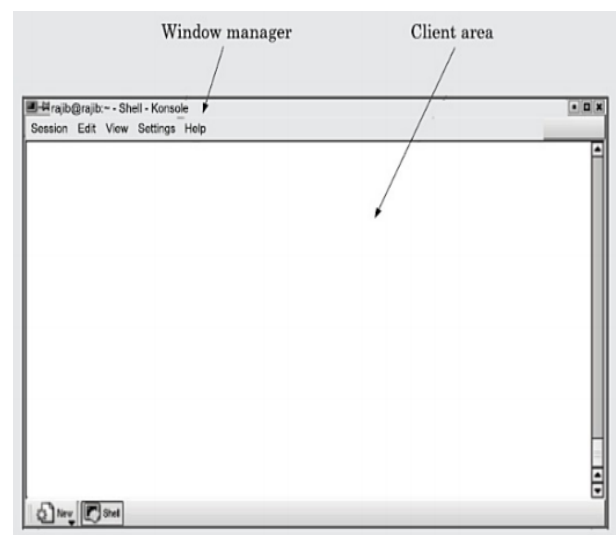 Window manager Client area
rajib@rajib:~ - Shell - Konsole
Session Edit View Settings Help
New Shell